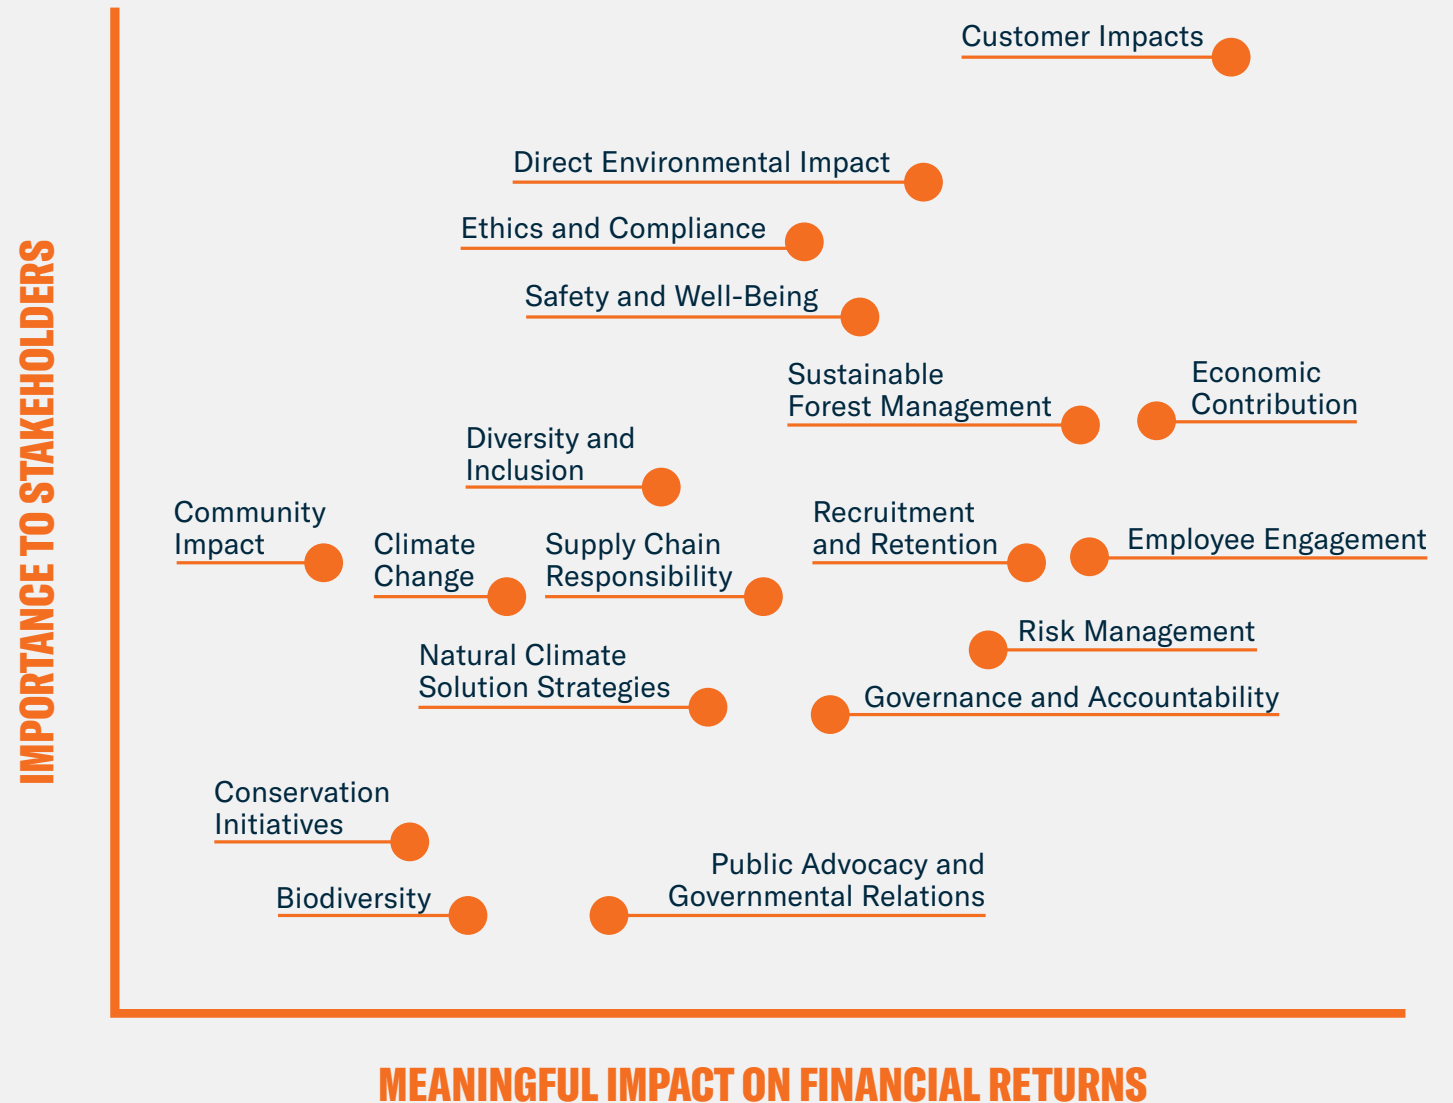 Customer Impacts
Direct Environmental Impact
Ethics and Compliance
Safety and Well-Being
Sustainable
Forest Management
Economic
Contribution
Diversity and
Inclusion
Community
Impact
Climate
Change
Supply Chain
Responsibility
Recruitment
and Retention
Employee Engagement
Risk Management
Natural Climate
Solution Strategies
Governance and Accountability
Conservation
Initiatives
Public Advocacy and
Governmental Relations
Biodiversity
IMPORTANCE TO STAKEHOLDERS
MEANINGFUL IMPACT ON FINANCIAL RETURNS